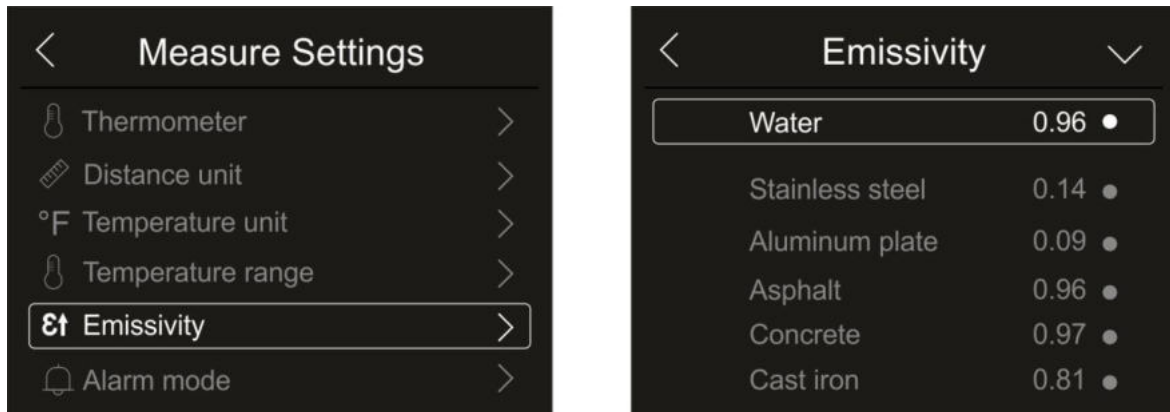 Measure Settings
Thermometer
Distance unit
°F Temperature unit
Temperature range
Ɛ↑ Emissivity
Alarm mode
Emissivity
Water 0.96
Stainless steel 0.14
Aluminum plate 0.09
Asphalt 0.96
Concrete 0.97
Cast iron 0.81